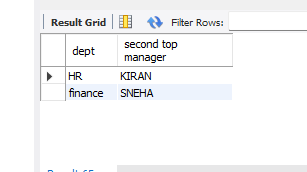 Result Grid Filter Rows:
dept second top
manager
HR KIRAN
finance SNEHA